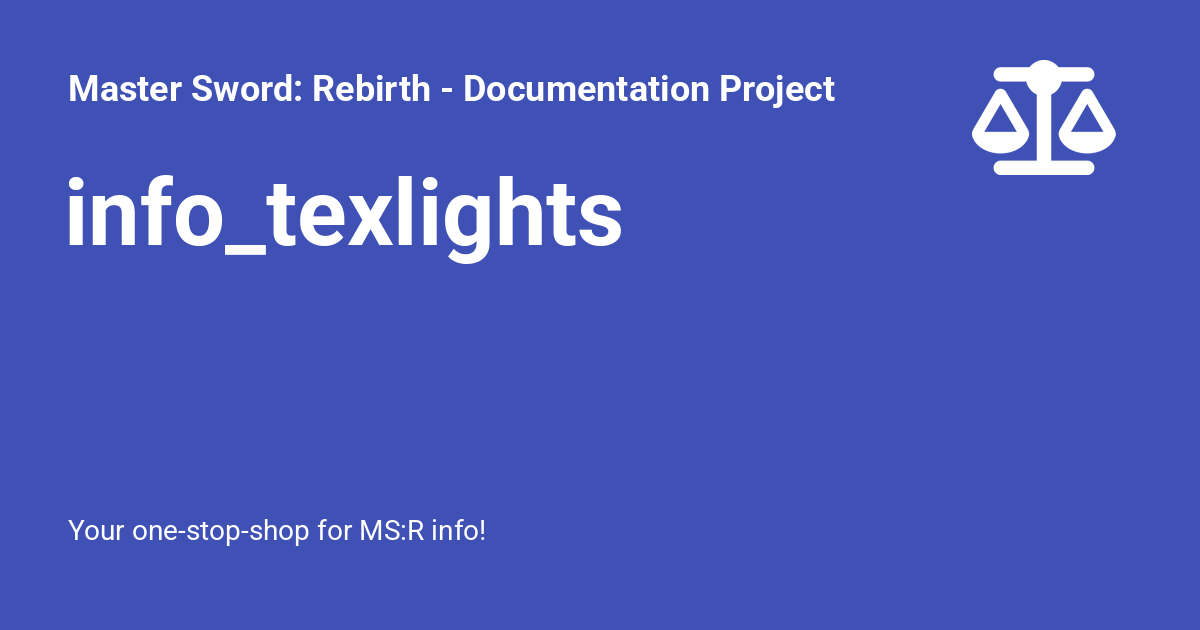 Master Sword: Rebirth - Documentation Project
info_texlights
Your one-stop-shop for MS:R info!